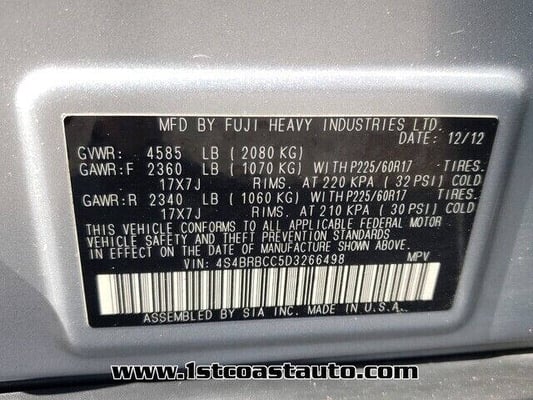 MFD BY FUJI HEAVY INDUSTRIES LTD.
DATE: 12/12
GVWR: 4585 LB (2080 KG)
GAWR:F 2360 LB (1070 KG) WITH P225/60R17 TIRES.
17X7J RIMS. AT 220 KPA (32 PSI) COLD
GAWR:R 2340 LB (1060 KG) WITH P225/60R17 TIRES.
17X7J RIMS. AT 210 KPA (30 PSI) COLD
THIS VEHICLE CONFORMS TO ALL APPLICABLE FEDERAL MOTOR
VEHICLE SAFETY AND THEFT PREVENTION STANDARDS
IN EFFECT ON THE DATE OF MANUFACTURE SHOWN ABOVE.
VIN: 4S4BRBCC5D3266498 MPV
ASSEMBLED BY SIA INC. MADE IN U.S.A.
www.1stcoastauto.com